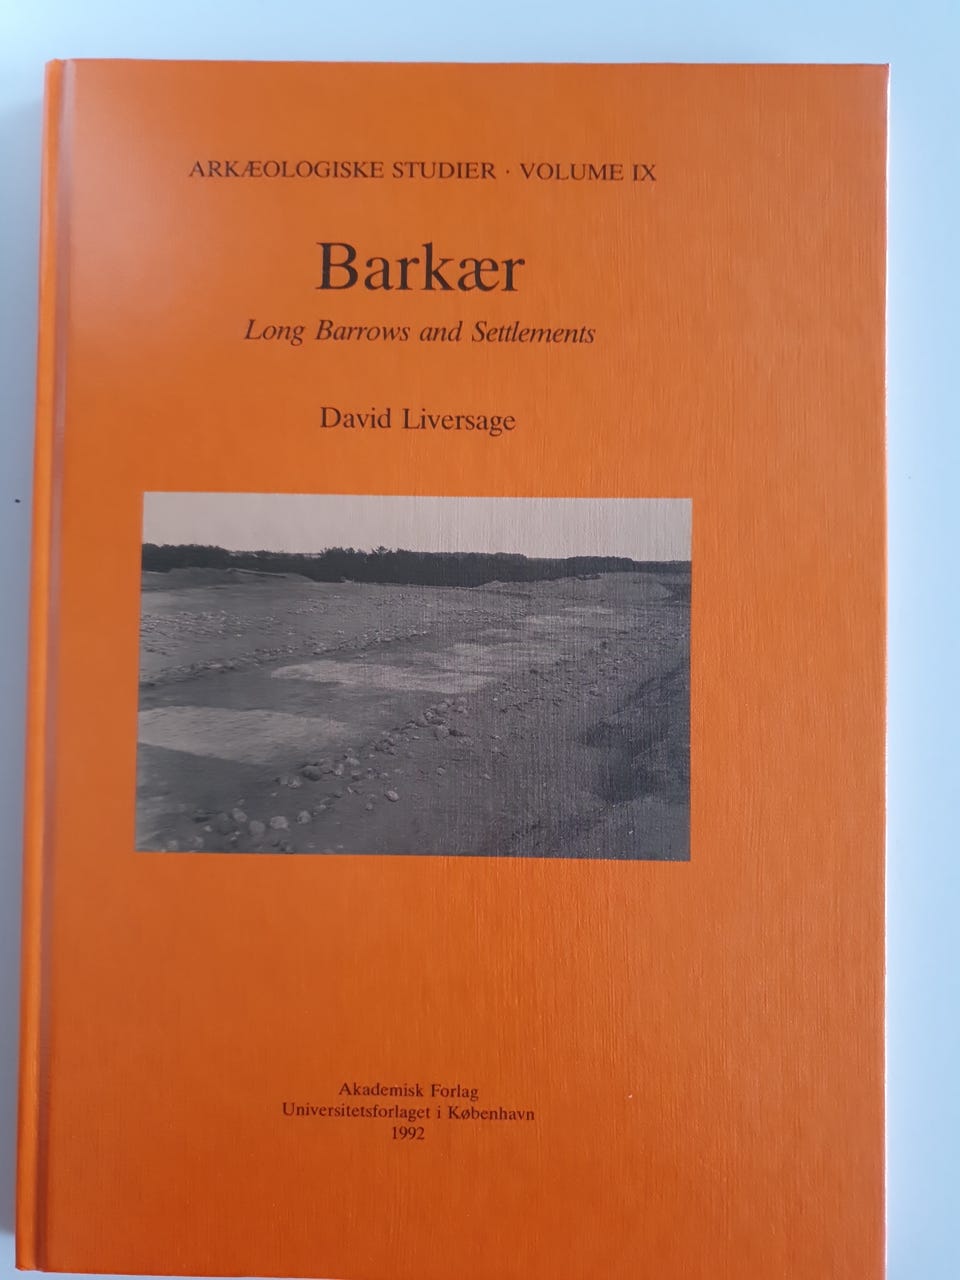 ARKÆOLOGISKE STUDIER · VOLUME IX
Barkær
Long Barrows and Settlements
David Liversage
Akademisk Forlag
Universitetsforlaget i København
1992